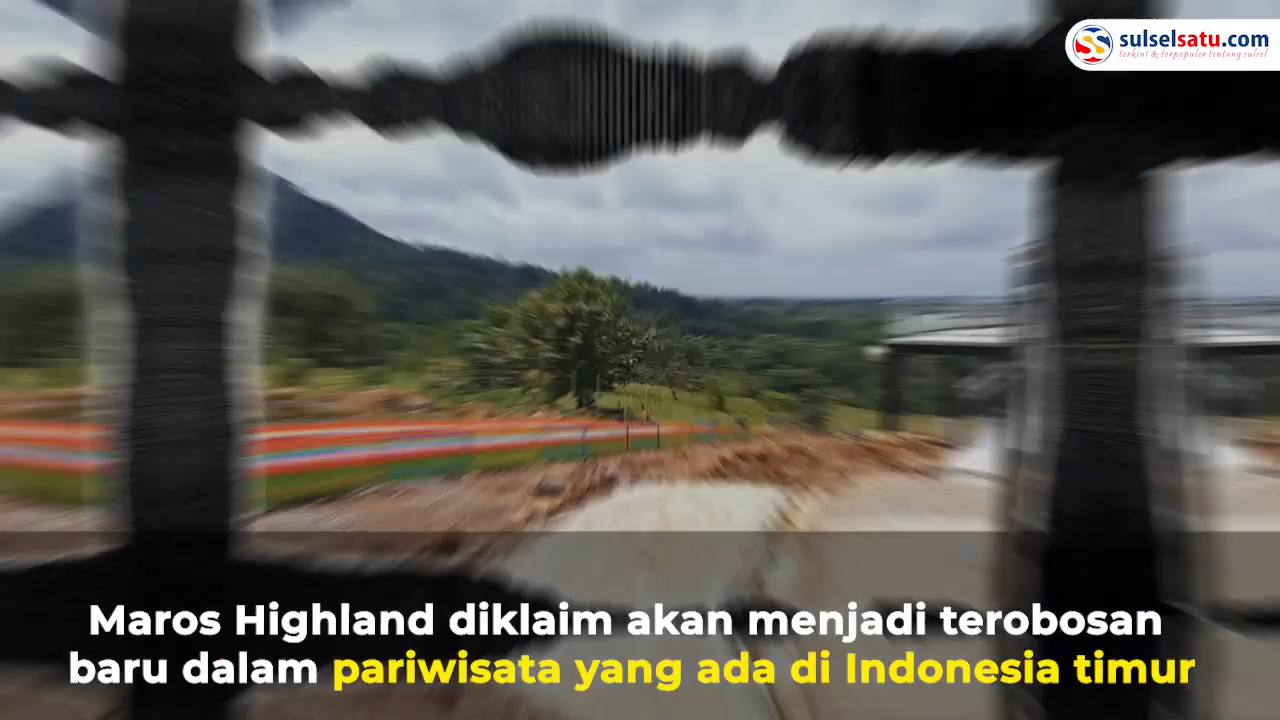 sulselsatu.com
terkini & terpopuler tentang sulsel
Maros Highland diklaim akan menjadi terobosan
baru dalam pariwisata yang ada di Indonesia timur